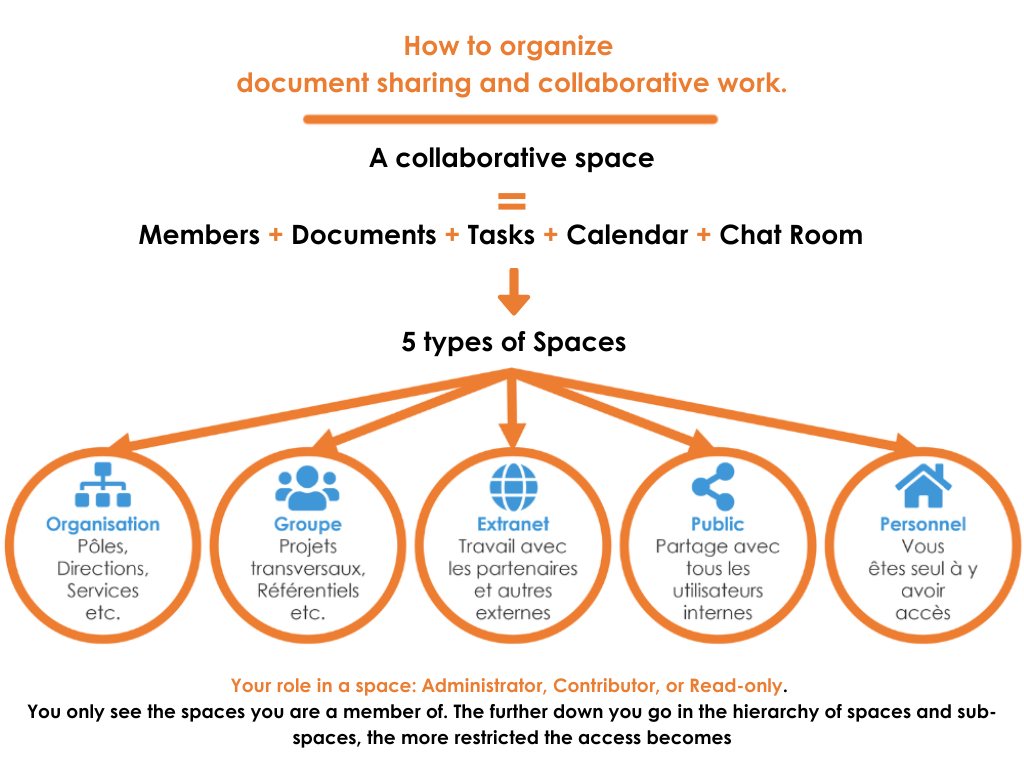 How to organize
document sharing and collaborative work.
A collaborative space
=
Members + Documents + Tasks + Calendar + Chat Room
5 types of Spaces
Organisation
Pôles,
Directions,
Services
etc.
Groupe
Projets
transversaux,
Référentiels
etc.
Extranet
Travail avec
les partenaires
et autres
externes
Public
Partage avec
tous les
utilisateurs
internes
Personnel
Vous
êtes seul à y
avoir
accès
Your role in a space: Administrator, Contributor, or Read-only.
You only see the spaces you are a member of. The further down you go in the hierarchy of spaces and sub-
spaces, the more restricted the access becomes